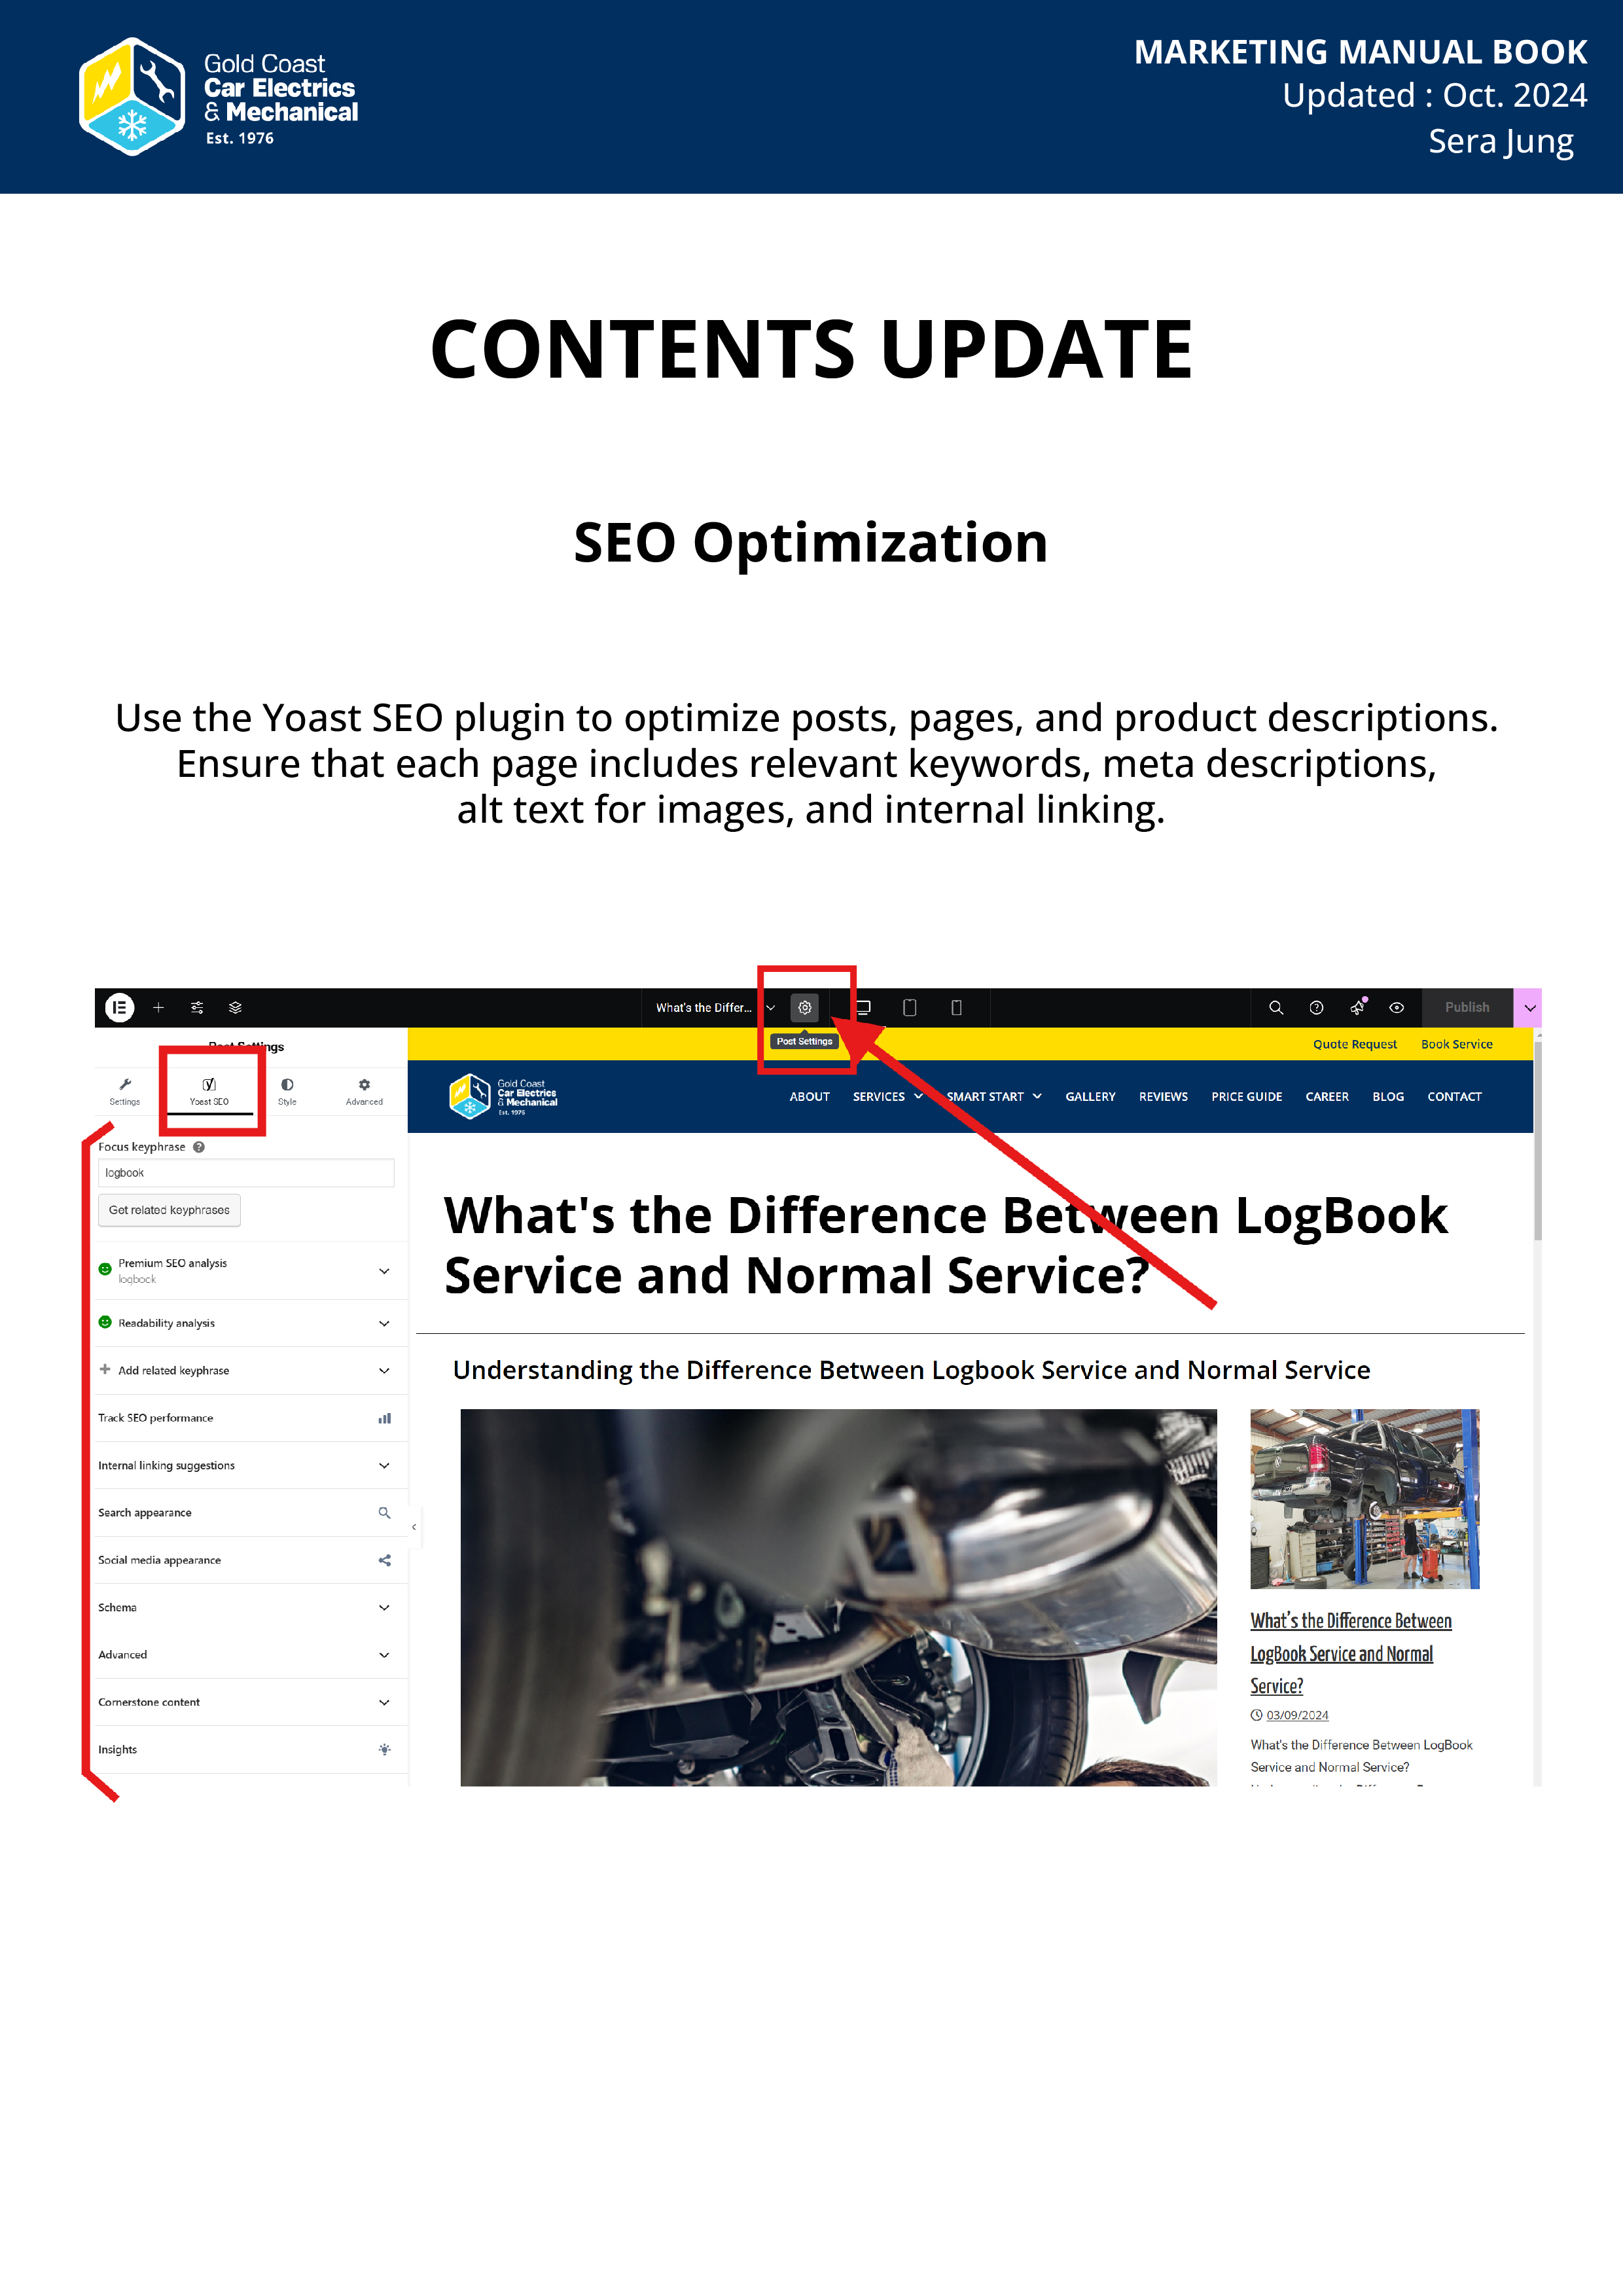 Gold Coast
Car Electrics
& Mechanical
Est. 1976
MARKETING MANUAL BOOK
Updated : Oct. 2024
Sera Jung
CONTENTS UPDATE
SEO Optimization
Use the Yoast SEO plugin to optimize posts, pages, and product descriptions.
Ensure that each page includes relevant keywords, meta descriptions,
alt text for images, and internal linking.
What's the Differ...
Publish
Post Settings
Post Settings
Quote Request Book Service
Settings Yoast SEO Style Advanced
Gold Coast
Car Electrics
& Mechanical
Est. 1976
ABOUT SERVICES SMART START GALLERY REVIEWS PRICE GUIDE CAREER BLOG CONTACT
Focus keyphrase
logbook
Get related keyphrases
Premium SEO analysis
logbook
Readability analysis
Add related keyphrase
Track SEO performance
Internal linking suggestions
Search appearance
Social media appearance
Schema
Advanced
Cornerstone content
Insights
What's the Difference Between LogBook
Service and Normal Service?
Understanding the Difference Between Logbook Service and Normal Service
What's the Difference Between
LogBook Service and Normal
Service?
03/09/2024
What's the Difference Between LogBook
Service and Normal Service?